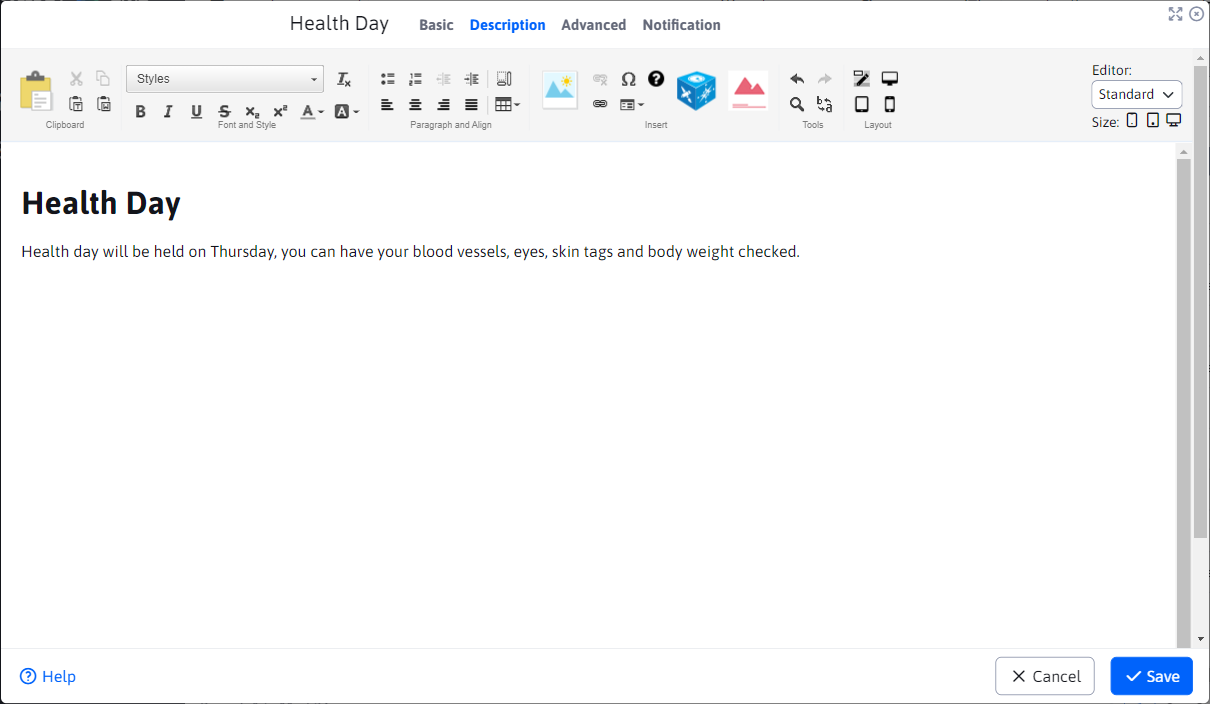 Health Day Basic Description Advanced Notification
Editor:
Styles
Standard
Size:
Clipboard Font and Style Paragraph and Align Insert Tools Layout
Health Day
Health day will be held on Thursday, you can have your blood vessels, eyes, skin tags and body weight checked.
Help Cancel Save